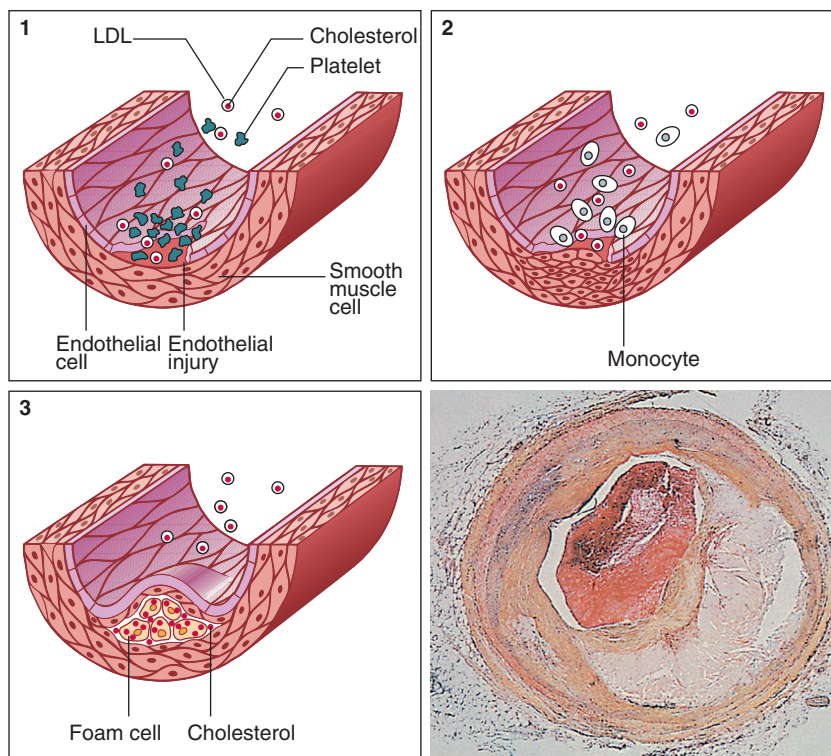 1
LDL
Cholesterol
Platelet
Smooth
muscle
cell
Endothelial
cell
Endothelial
injury
2
Monocyte
3
Foam cell
Cholesterol